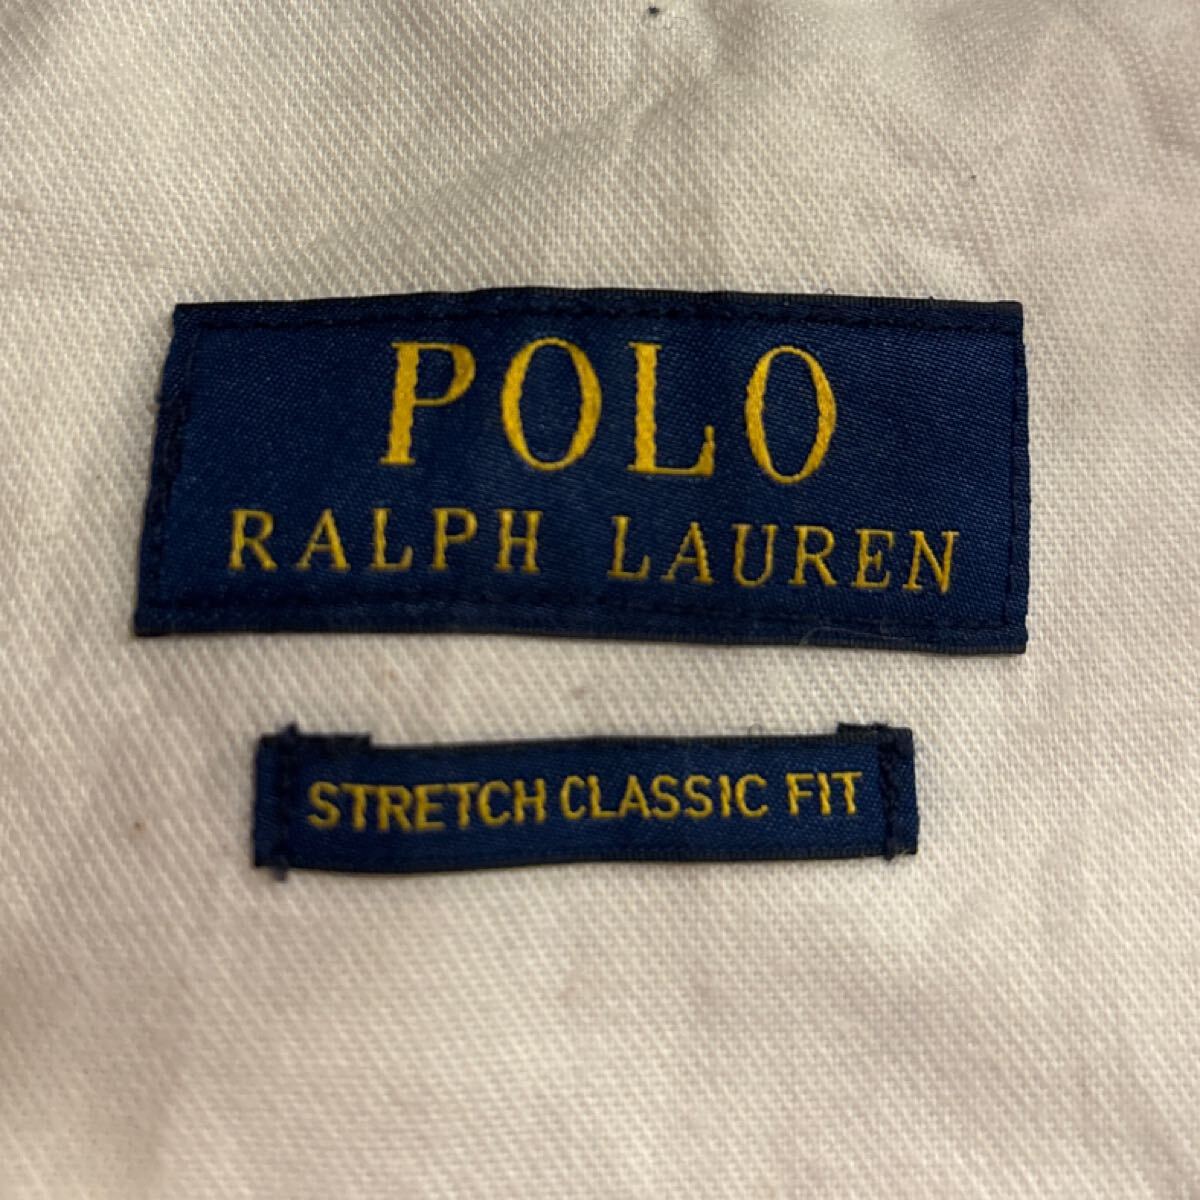 POLO
RALPH LAUREN
STRETCH CLASSIC FIT